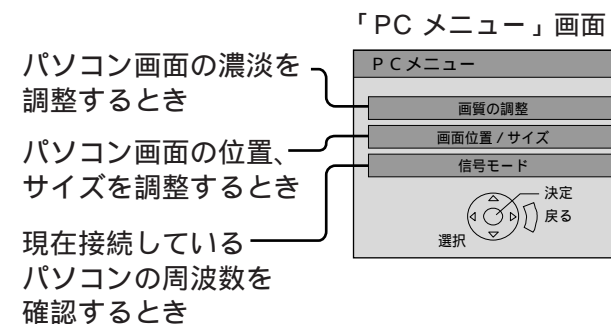 「PC メニュー」画面
パソコン画面の濃淡を
調整するとき
パソコン画面の位置、
サイズを調整するとき
現在接続している
パソコンの周波数を
確認するとき
PCメニュー
画質の調整
画面位置 / サイズ
信号モード
決定
戻る
選択